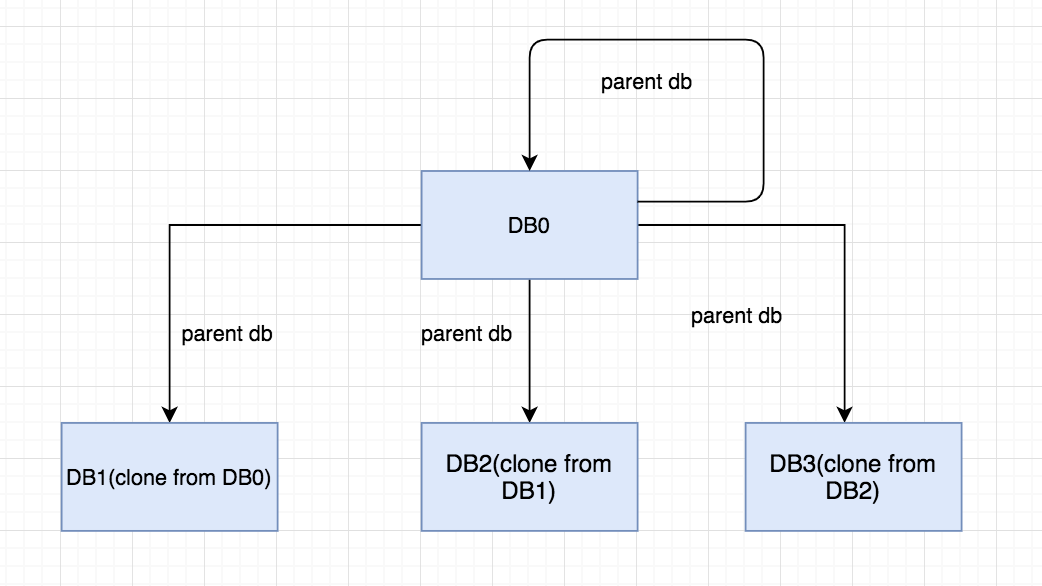 parent db
DB0
parent db
parent db
parent db
DB1(clone from DB0)
DB2(clone from
DB1)
DB3(clone from
DB2)